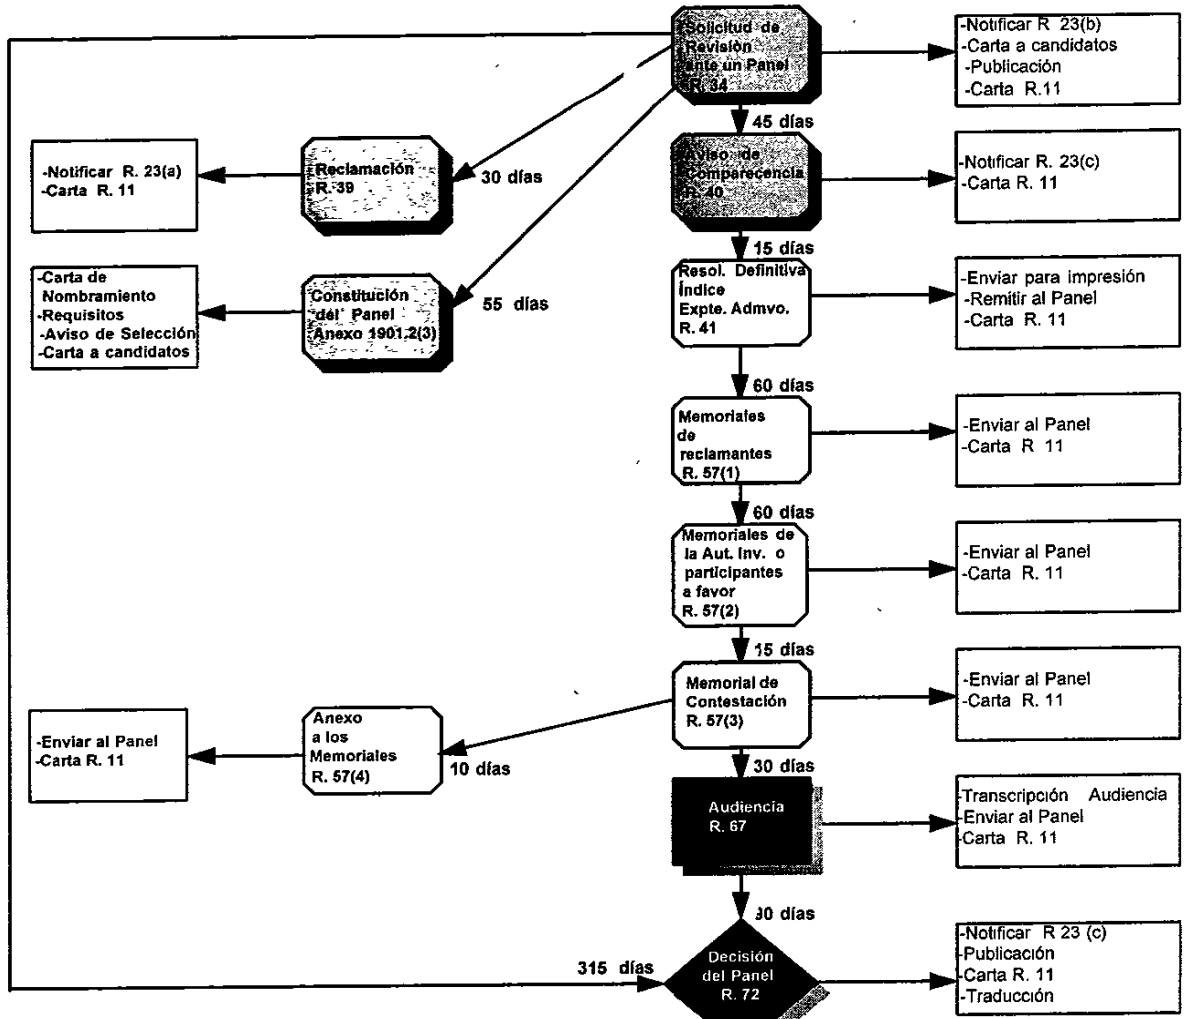 Solicitud de
Revisión
ante un Panel
R. 34
-Notificar R 23(b)
-Carta a candidatos
-Publicación
-Carta R.11
45 días
Aviso de
Comparecencia
R. 40
-Notificar R. 23(c)
-Carta R. 11
-Notificar R. 23(a)
-Carta R. 11
Reclamación
R. 39
30 días
15 días
Resol. Definitiva
Índice
Expte. Admvo.
R. 41
-Enviar para impresión
-Remitir al Panel
-Carta R. 11
-Carta de
Nombramiento
-Requisitos
-Aviso de Selección
-Carta a candidatos
Constitución
del Panel
Anexo 1901.2(3)
55 días
60 días
Memoriales
de
reclamantes
R. 57(1)
-Enviar al Panel
-Carta R 11
60 días
Memoriales de
la Aut. Inv. o
participantes
a favor
R. 57(2)
-Enviar al Panel
-Carta R. 11
15 días
Memorial de
Contestación
R. 57(3)
-Enviar al Panel
-Carta R. 11
-Enviar al Panel
-Carta R. 11
Anexo
a los
Memoriales
R. 57(4)
10 días
30 días
Audiencia
R. 67
-Transcripción Audiencia
-Enviar al Panel
-Carta R. 11
90 días
315 días
Decisión
del Panel
R. 72
-Notificar R 23 (c)
-Publicación
-Carta R. 11
-Traducción